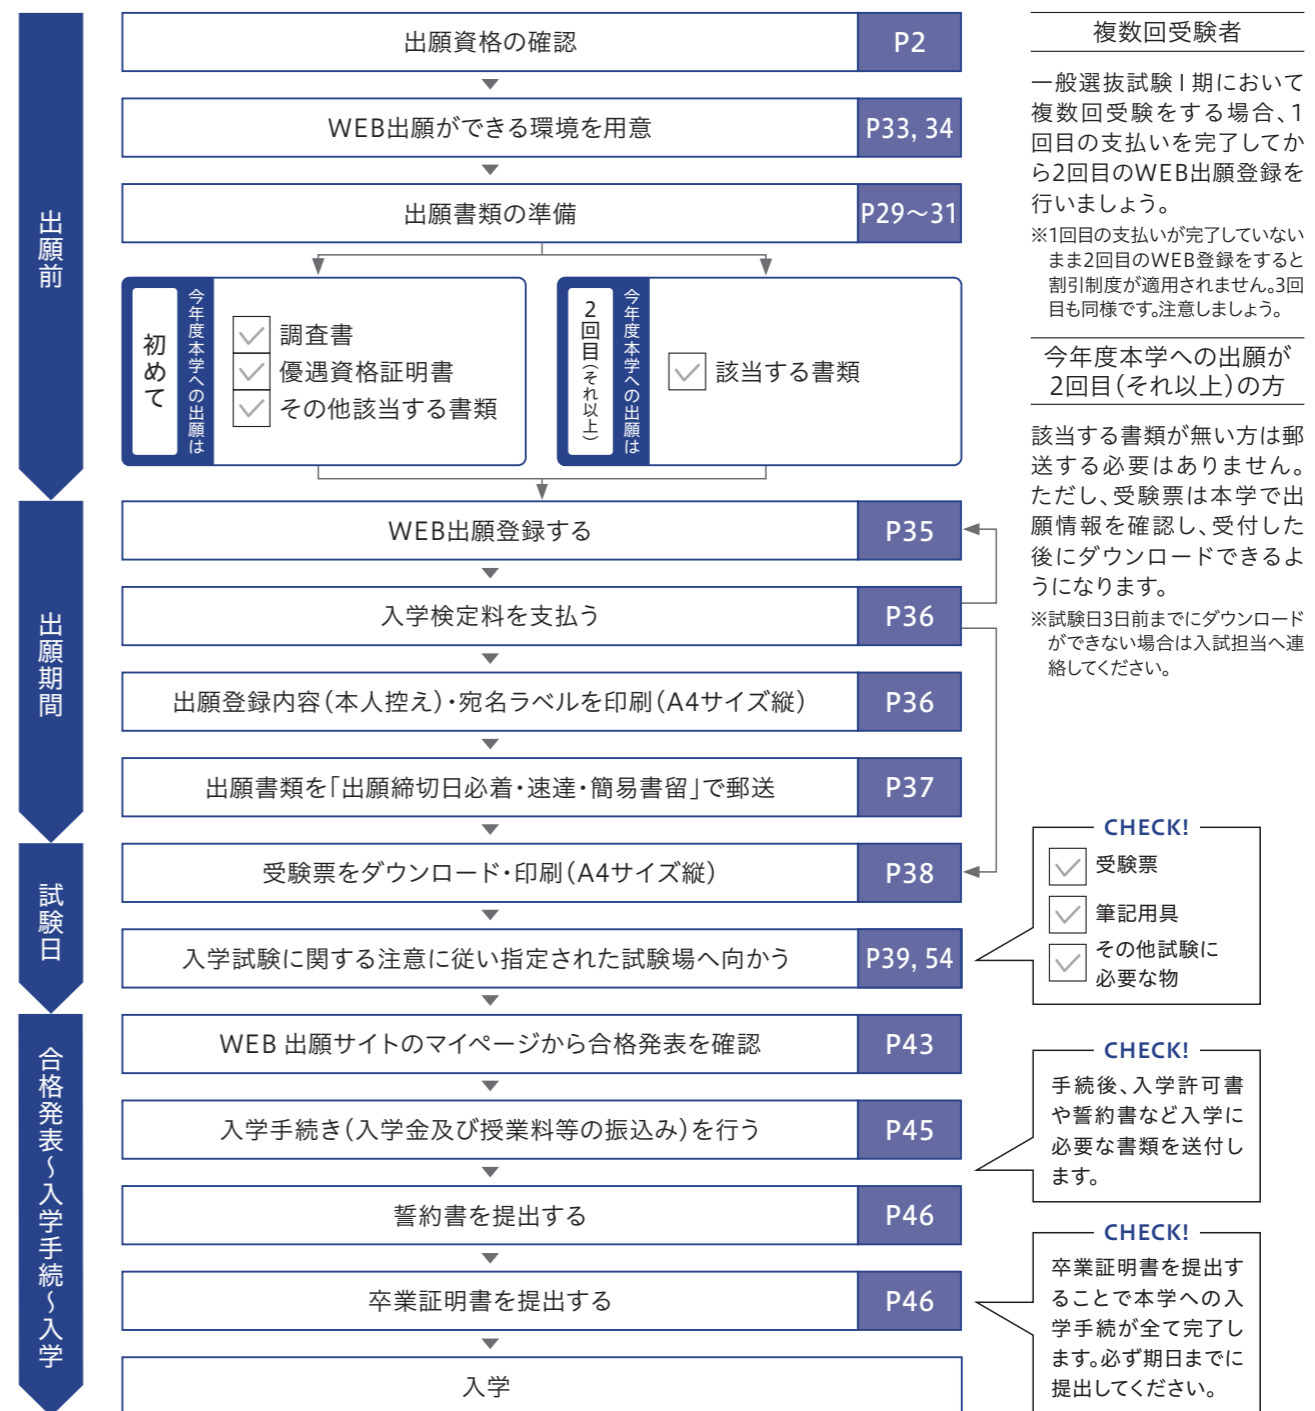 出願前
出願資格の確認 P2
WEB出願ができる環境を用意 P33, 34
出願書類の準備 P29～31
今年度本学への出願は
初めて
調査書
優遇資格証明書
その他該当する書類
今年度本学への出願は
2回目(それ以上)
該当する書類
出願期間
WEB出願登録する P35
入学検定料を支払う P36
出願登録内容(本人控え)・宛名ラベルを印刷(A4サイズ縦) P36
出願書類を「出願締切日必着・速達・簡易書留」で郵送 P37
試験日
受験票をダウンロード・印刷(A4サイズ縦) P38
入学試験に関する注意に従い指定された試験場へ向かう P39, 54
合格発表～入学手続～入学
WEB 出願サイトのマイページから合格発表を確認 P43
入学手続き(入学金及び授業料等の振込み)を行う P45
誓約書を提出する P46
卒業証明書を提出する P46
入学
複数回受験者
一般選抜試験Ⅰ期において
複数回受験をする場合、1
回目の支払いを完了してか
ら2回目のWEB出願登録を
行いましょう。
※1回目の支払いが完了していない
まま2回目のWEB登録をすると
割引制度が適用されません。3回
目も同様です。注意しましょう。
今年度本学への出願が
2回目(それ以上)の方
該当する書類が無い方は郵
送する必要はありません。
ただし、受験票は本学で出
願情報を確認し、受付した
後にダウンロードできるよ
うになります。
※試験日3日前までにダウンロード
ができない場合は入試担当へ連
絡してください。
CHECK!
受験票
筆記用具
その他試験に
必要な物
CHECK!
手続後、入学許可書
や誓約書など入学に
必要な書類を送付し
ます。
CHECK!
卒業証明書を提出す
ることで本学への入
学手続が全て完了し
ます。必ず期日までに
提出してください。